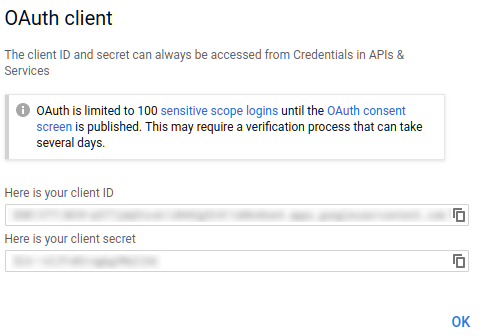 OAuth client
The client ID and secret can always be accessed from Credentials in APIs &
Services
OAuth is limited to 100 sensitive scope logins until the OAuth consent
screen is published. This may require a verification process that can take
several days.
Here is your client ID
Here is your client secret
OK